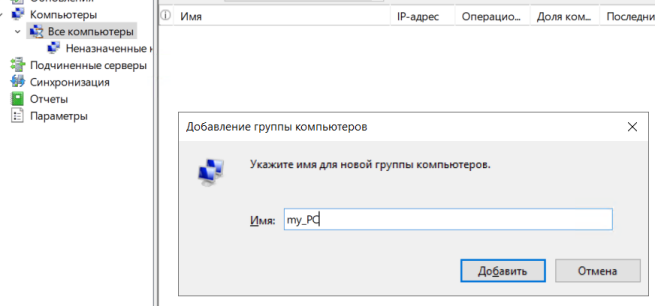 Обновления
Компьютеры
Все компьютеры
Неназначенные к
Подчиненные серверы
Синхронизация
Отчеты
Параметры
Имя IP-адрес Операцио... Доля ком... Последни
Добавление группы компьютеров
Укажите имя для новой группы компьютеров.
Имя: my_PC
Добавить Отмена